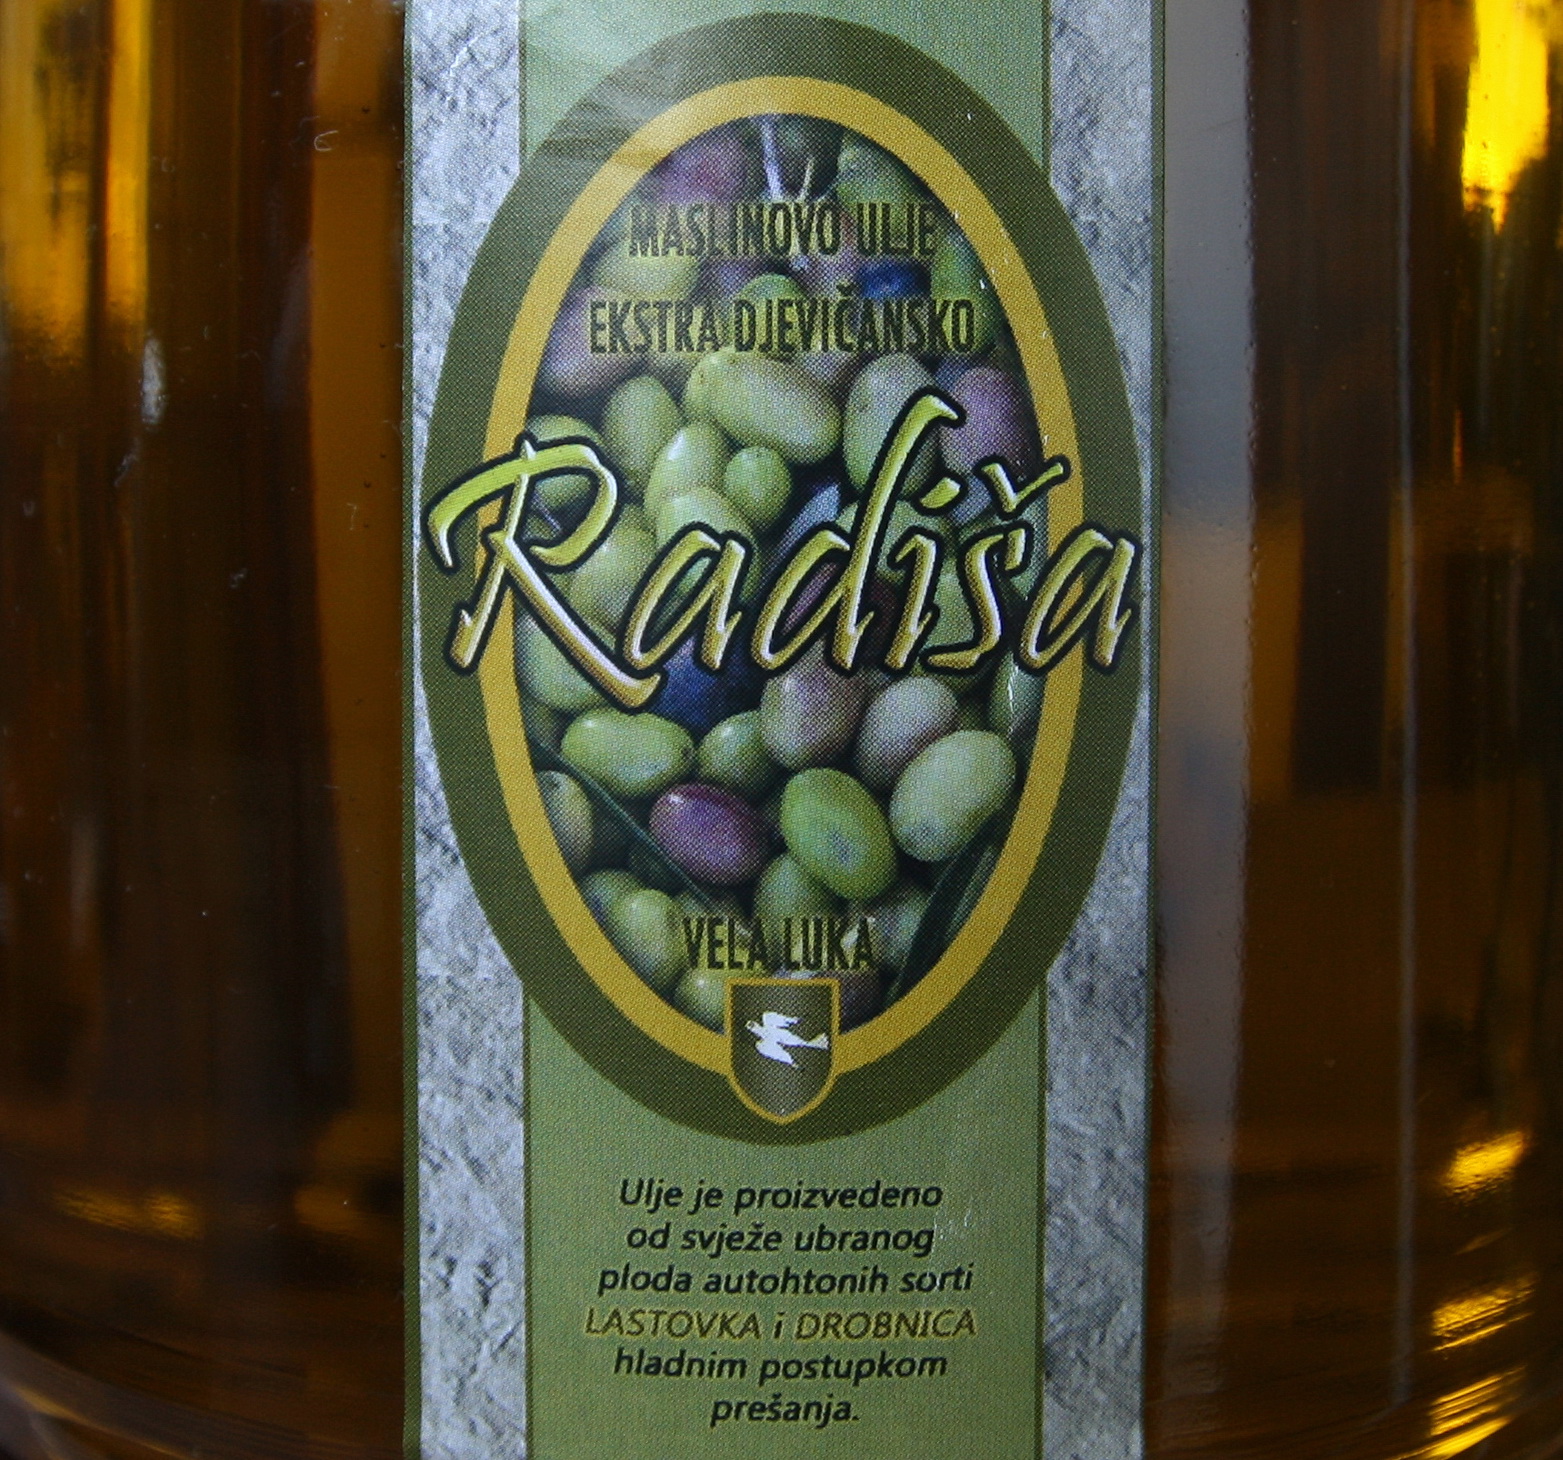 MASLINOVO ULJE
EKSTRA DJEVIČANSKO
Radiša
VELA LUKA
Ulje je proizvedeno
od svježe ubranog
ploda autohtonih sorti
LASTOVKA i DROBNICA
hladnim postupkom
prešanja.